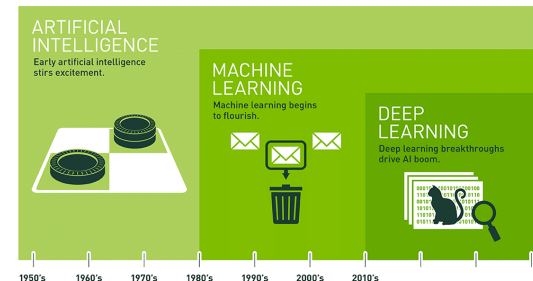 ARTIFICIAL
INTELLIGENCE
Early artificial intelligence
stirs excitement.
MACHINE
LEARNING
Machine learning begins
to flourish.
DEEP
LEARNING
Deep learning breakthroughs
drive AI boom.
1950's 1960's 1970's 1980's 1990's 2000's 2010's